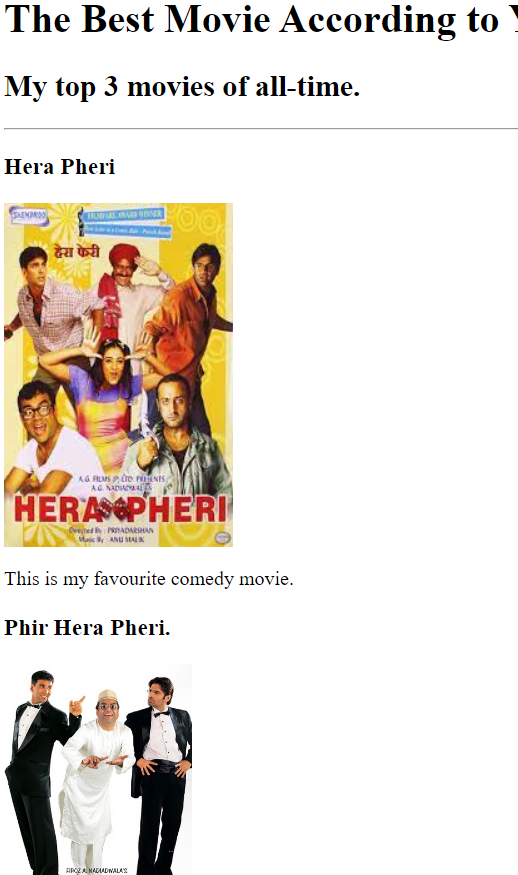 The Best Movie According to
My top 3 movies of all-time.
Hera Pheri
SHEMAROO
FILMFARE AWARD WINNER
हेरा फेरी
A.G. FILMS (P) LTD. PRESENTS
A.G. NADIADWALA'S
HERA PHERI
Directed By : PRIYADARSHAN
Music By : ANU MALIK
This is my favourite comedy movie.
Phir Hera Pheri.
FIROZ A. NADIADWALA'S